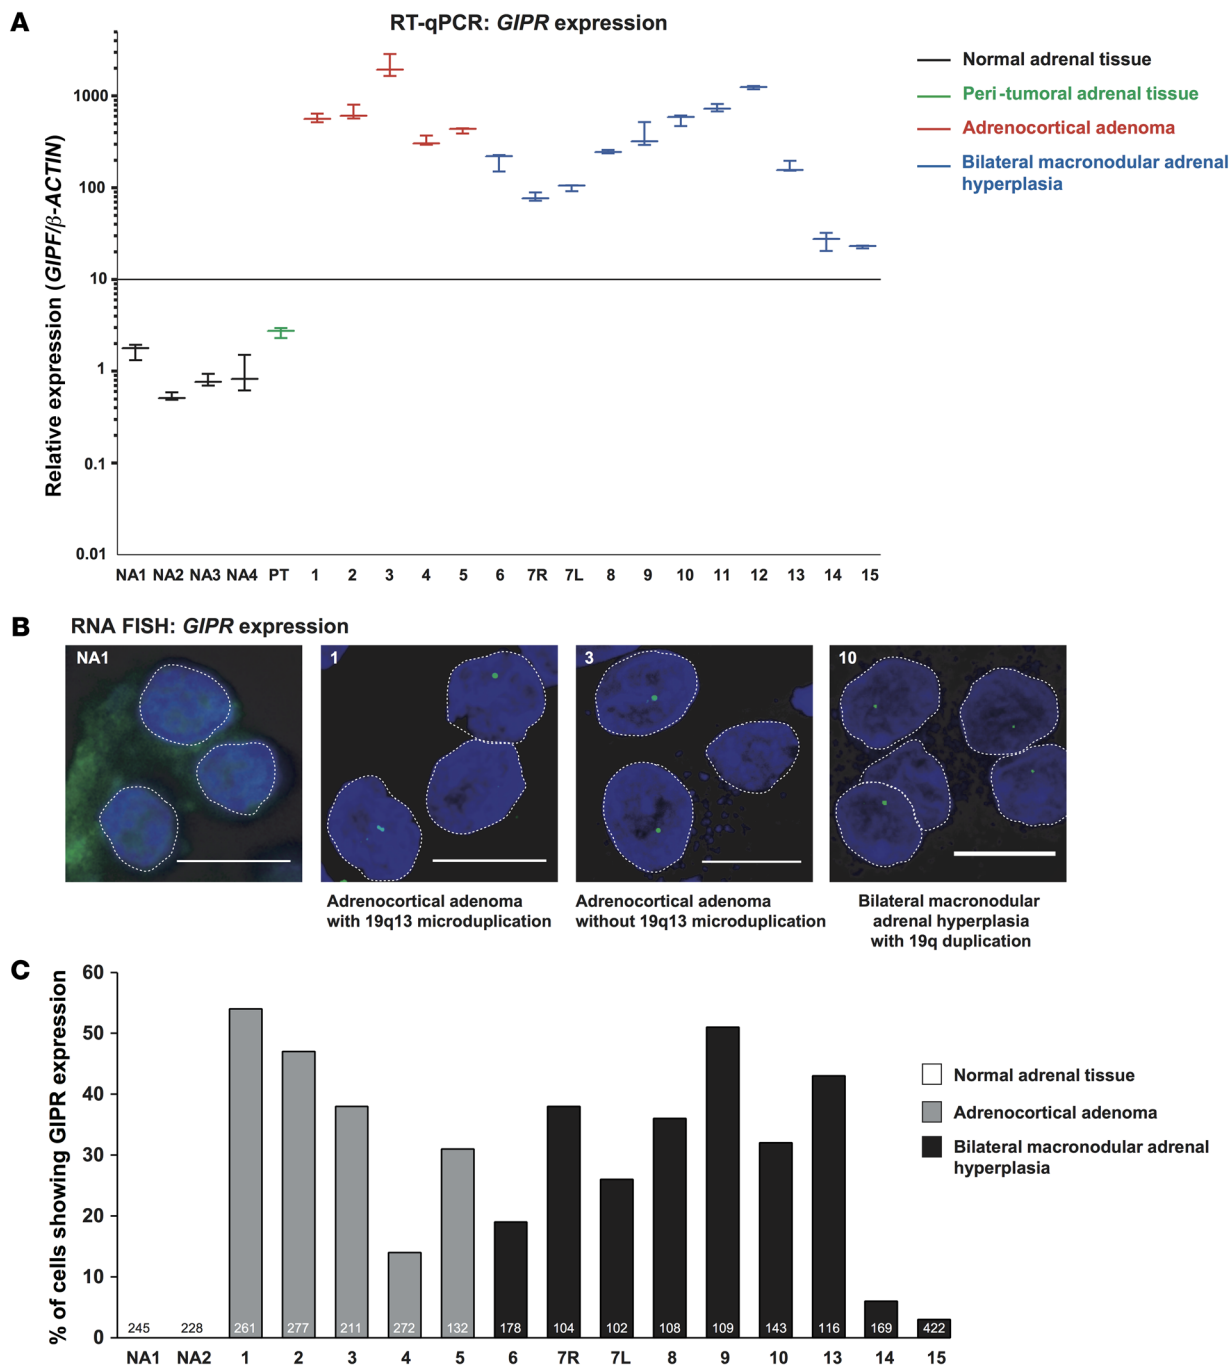 A
RT-qPCR: GIPR expression
Relative expression (GIPF/β-ACTIN)
1000
100
10
1
0.1
0.01
NA1 NA2 NA3 NA4 PT 1 2 3 4 5 6 7R 7L 8 9 10 11 12 13 14 15
Normal adrenal tissue
Peri-tumoral adrenal tissue
Adrenocortical adenoma
Bilateral macronodular adrenal
hyperplasia
B
RNA FISH: GIPR expression
NA1
1
3
10
Adrenocortical adenoma
with 19q13 microduplication
Adrenocortical adenoma
without 19q13 microduplication
Bilateral macronodular
adrenal hyperplasia
with 19q duplication
C
% of cells showing GIPR expression
60
50
40
30
20
10
0
245 228 261 277 211 272 132 178 104 102 108 109 143 116 169 422
NA1 NA2 1 2 3 4 5 6 7R 7L 8 9 10 13 14 15
Normal adrenal tissue
Adrenocortical adenoma
Bilateral macronodular adrenal
hyperplasia